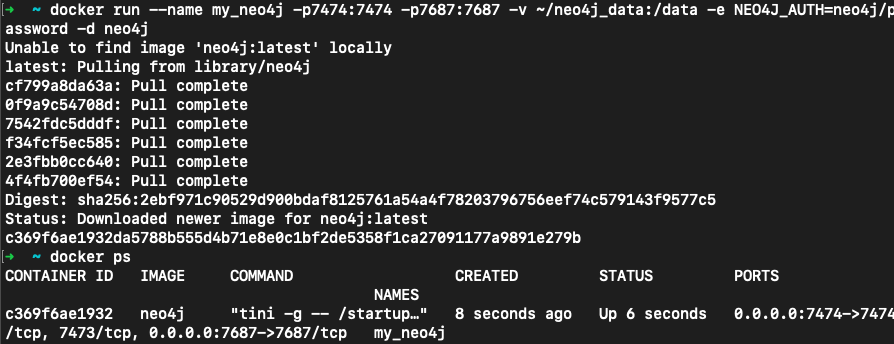 → ~ docker run --name my_neo4j -p7474:7474 -p7687:7687 -v ~/neo4j_data:/data -e NEO4J_AUTH=neo4j/p
assword -d neo4j
Unable to find image 'neo4j:latest' locally
latest: Pulling from library/neo4j
cf799a8da63a: Pull complete
0f9a9c54708d: Pull complete
7542fdc5dddf: Pull complete
f34fcf5ec585: Pull complete
2e3fbb0cc640: Pull complete
4f4fb700ef54: Pull complete
Digest: sha256:2ebf971c90529d900bdaf8125761a54a4f78203796756eef74c579143f9577c5
Status: Downloaded newer image for neo4j:latest
c369f6ae1932da5788b555d4b71e8e0c1bf2de5358f1ca27091177a9891e279b
→ ~ docker ps
CONTAINER ID   IMAGE     COMMAND                  CREATED         STATUS         PORTS
                                         NAMES
c369f6ae1932   neo4j     "tini -g -- /startup…"   8 seconds ago   Up 6 seconds   0.0.0.0:7474->7474
/tcp, 7473/tcp, 0.0.0.0:7687->7687/tcp   my_neo4j